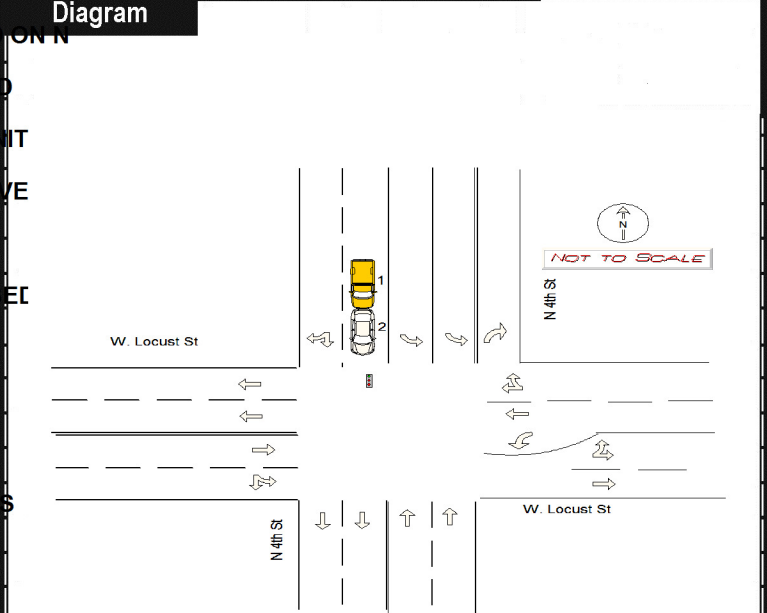 Diagram
ON N
O
IT
VE
N
NOT TO SCALE
1
N 4th St
ED
2
W. Locust St
S
W. Locust St
N 4th St